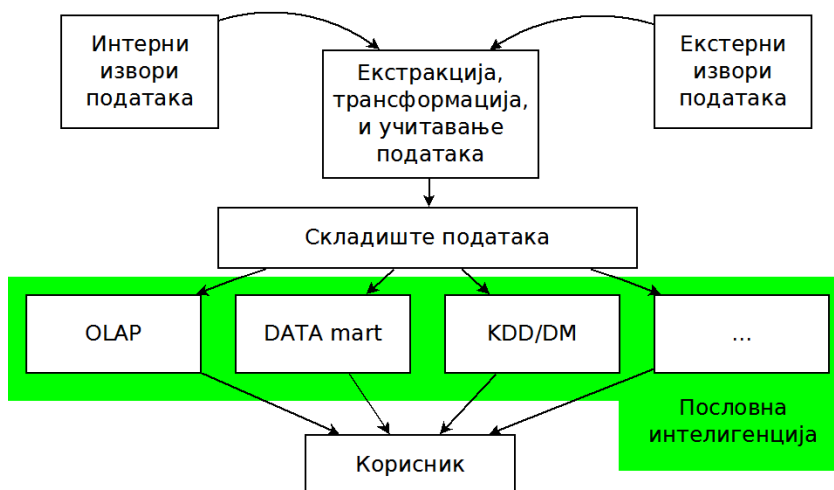 Интерни
извори
података
Екстракција,
трансформација,
и учитавање
података
Екстерни
извори
података
Складиште података
OLAP
DATA mart
KDD/DM
...
Пословна
интелигенција
Корисник